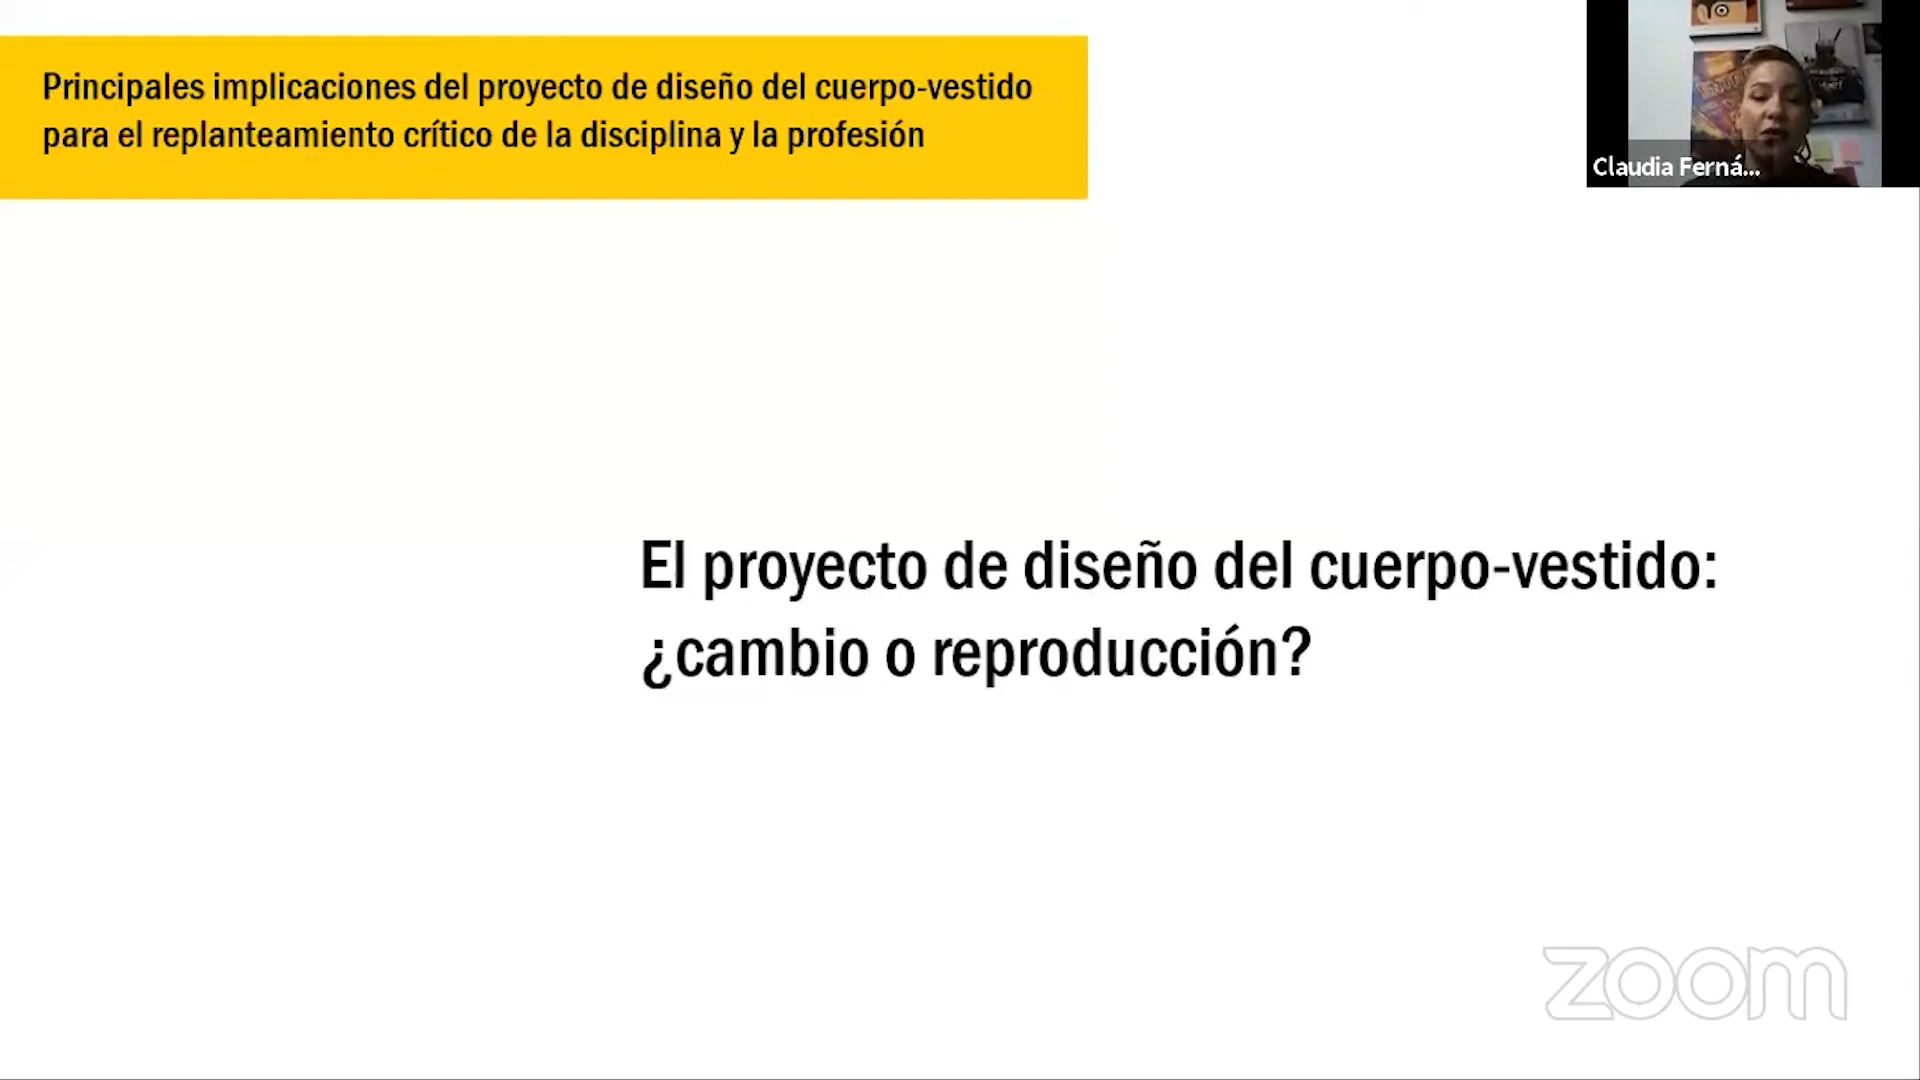 Principales implicaciones del proyecto de diseño del cuerpo-vestido
para el replanteamiento crítico de la disciplina y la profesión
Claudia Ferná...
El proyecto de diseño del cuerpo-vestido:
¿cambio o reproducción?
zoom